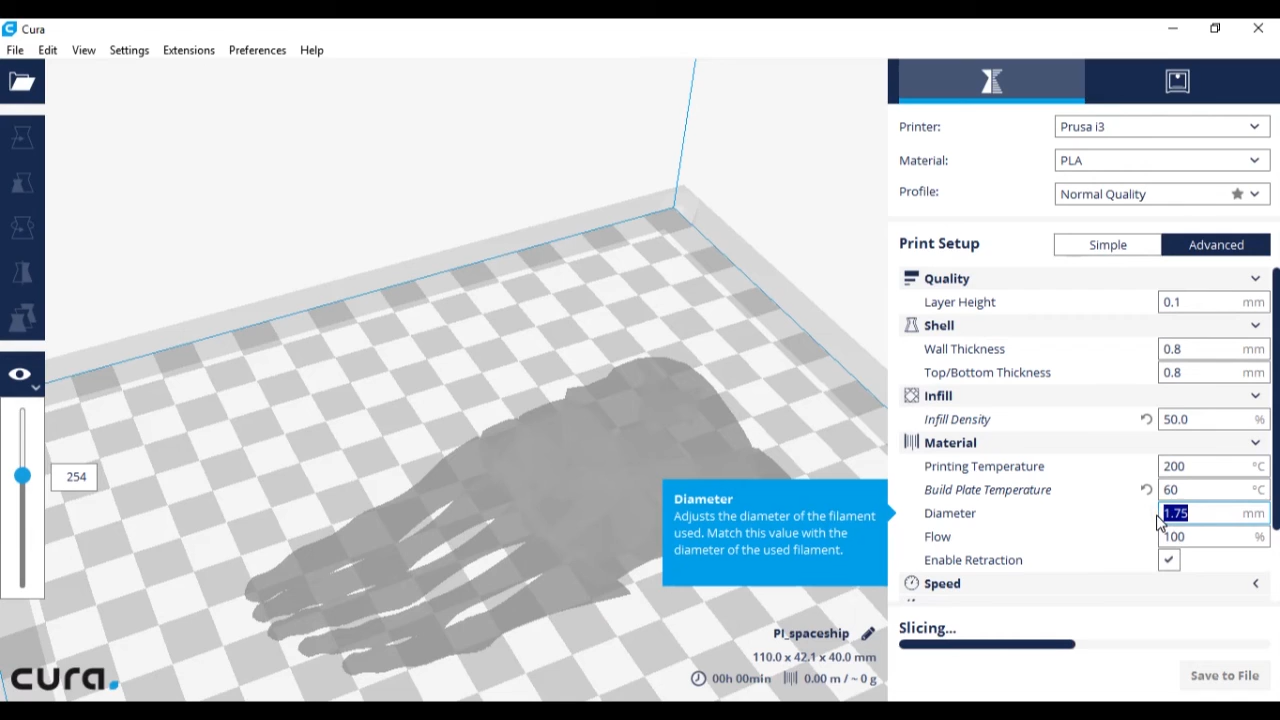 Cura
File Edit View Settings Extensions Preferences Help
Printer: Prusa i3
Material: PLA
Profile: Normal Quality
Print Setup Simple Advanced
Quality
Layer Height 0.1 mm
Shell
Wall Thickness 0.8 mm
Top/Bottom Thickness 0.8 mm
Infill
Infill Density 50.0 %
Material
Printing Temperature 200 °C
Build Plate Temperature 60 °C
Diameter 1.75 mm
Flow 100 %
Enable Retraction
Speed
254
Diameter
Adjusts the diameter of the filament
used. Match this value with the
diameter of the used filament.
PI_spaceship
110.0 x 42.1 x 40.0 mm
00h 00min 0.00 m / ~ 0 g
Slicing...
Save to File
cura.